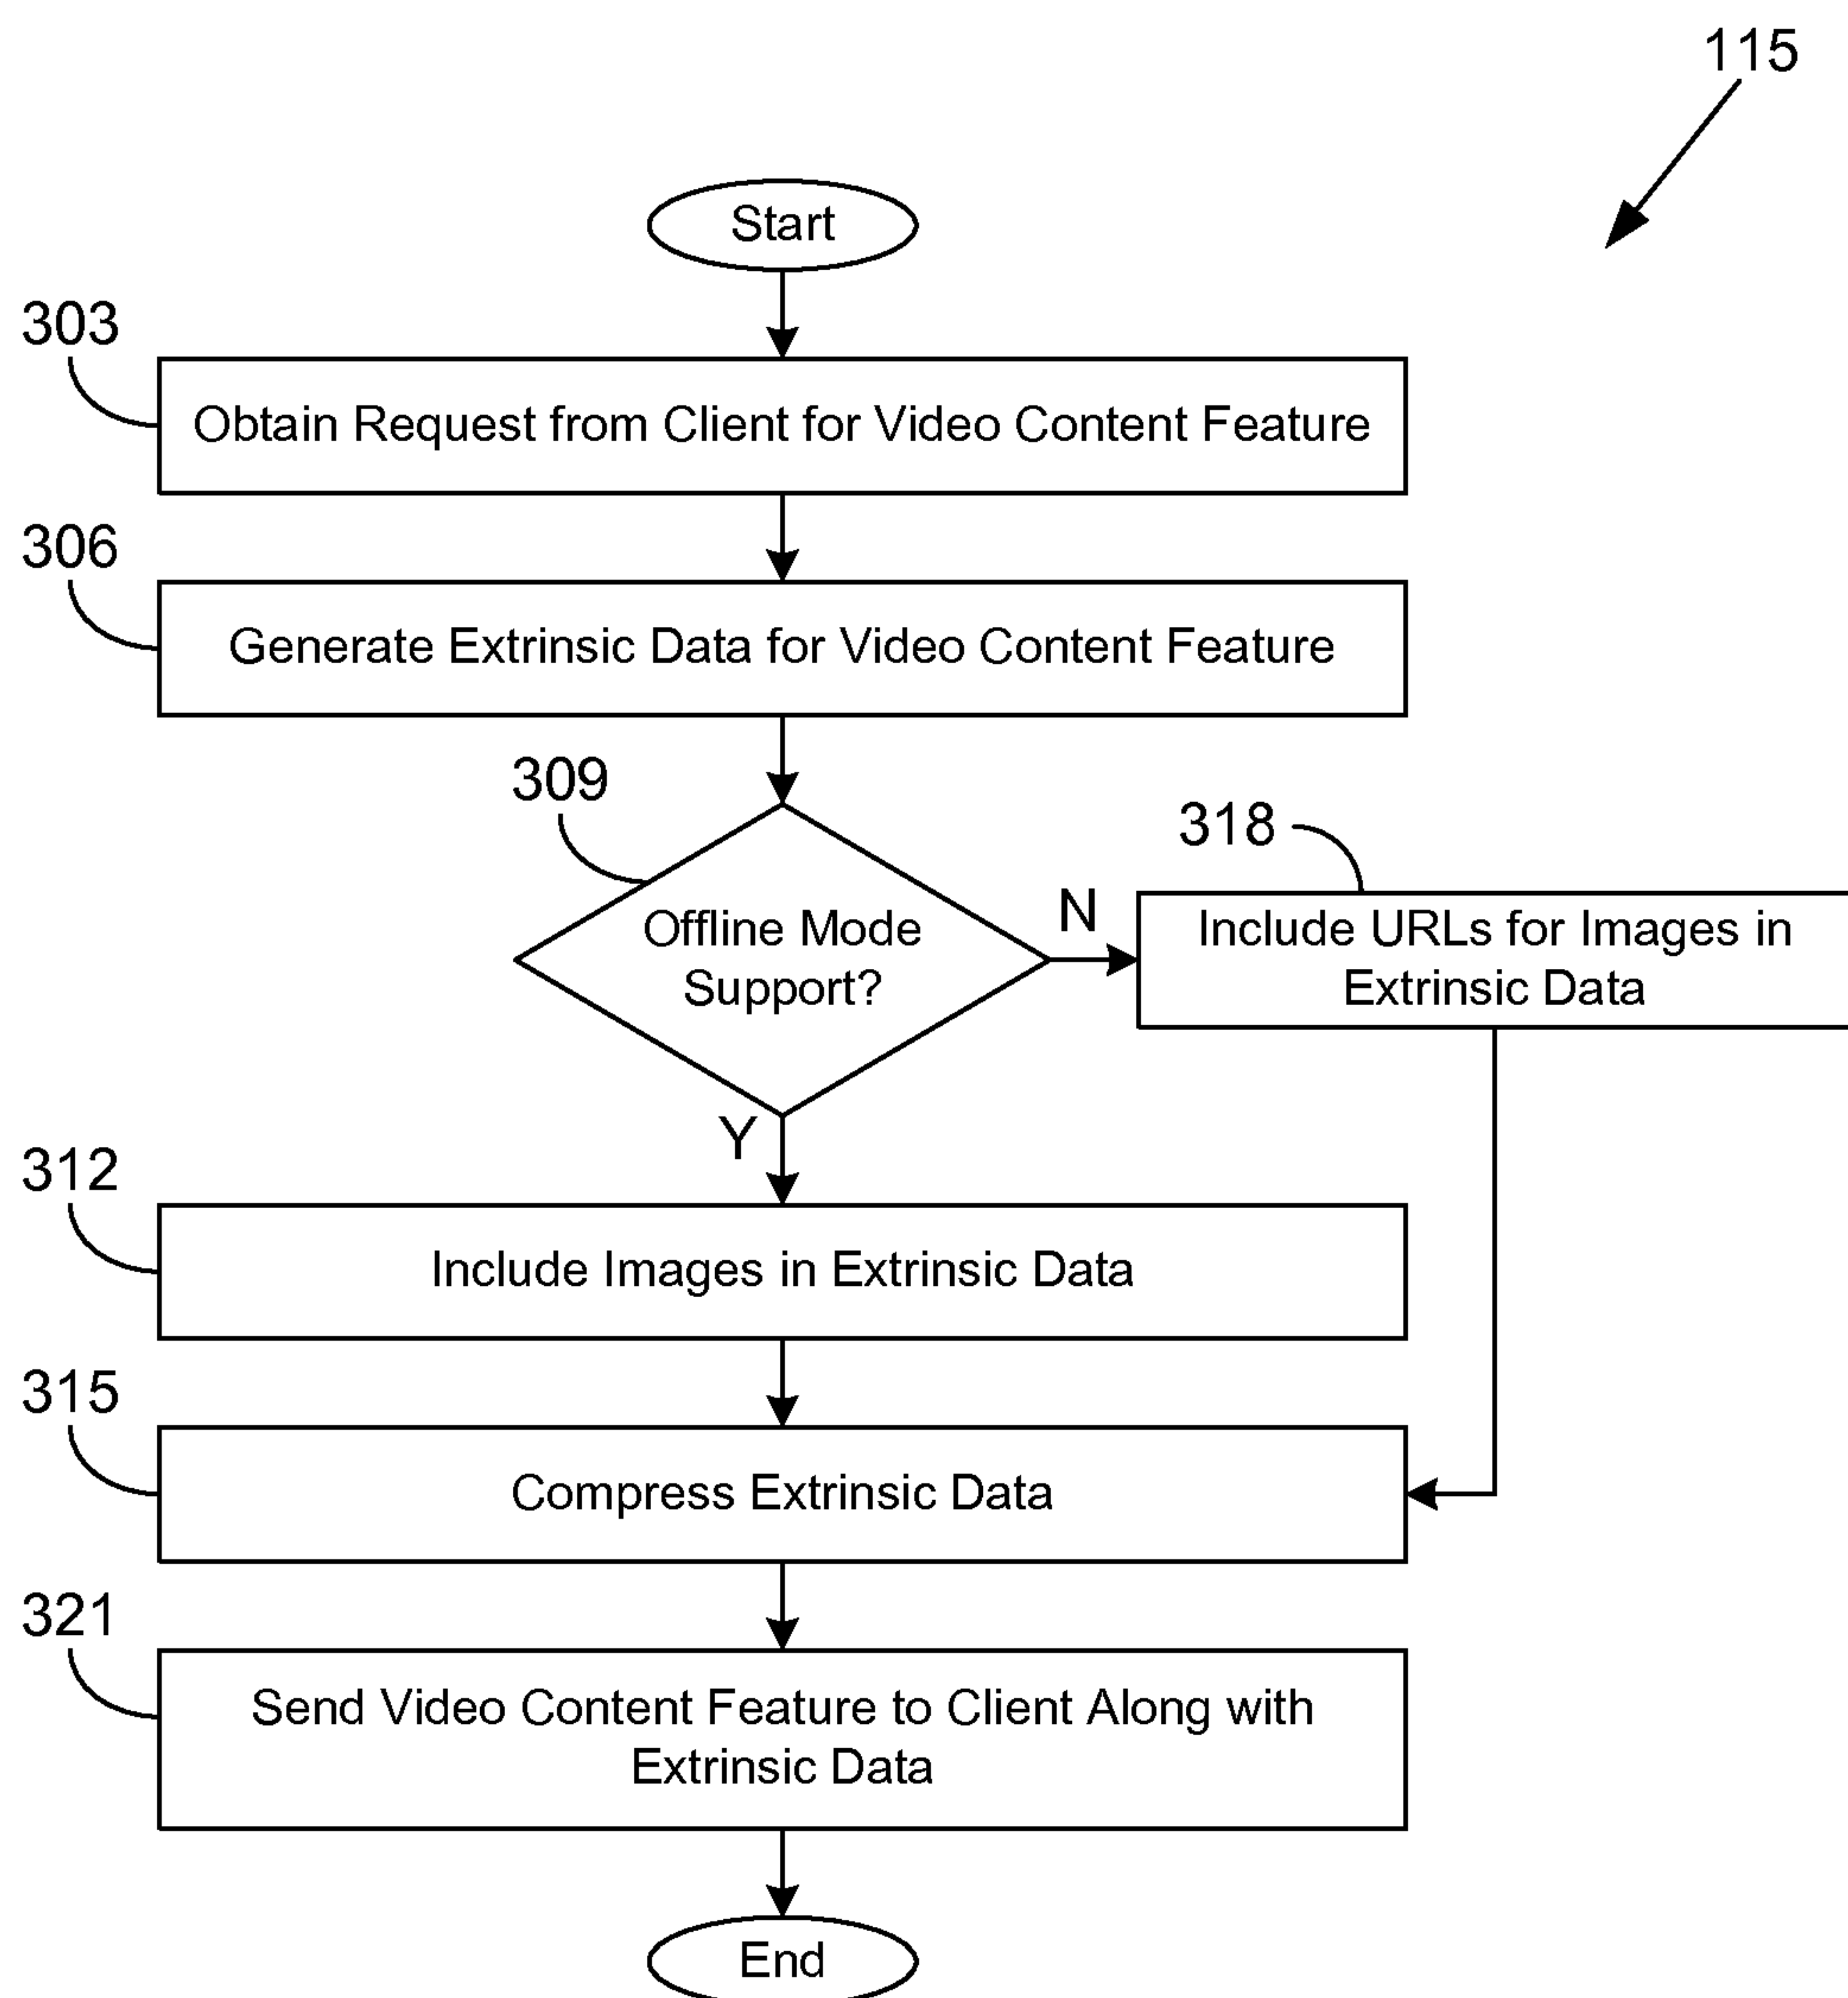 115
Start
303
Obtain Request from Client for Video Content Feature
306
Generate Extrinsic Data for Video Content Feature
309
Offline Mode
Support?
N
318
Include URLs for Images in
Extrinsic Data
Y
312
Include Images in Extrinsic Data
315
Compress Extrinsic Data
321
Send Video Content Feature to Client Along with
Extrinsic Data
End